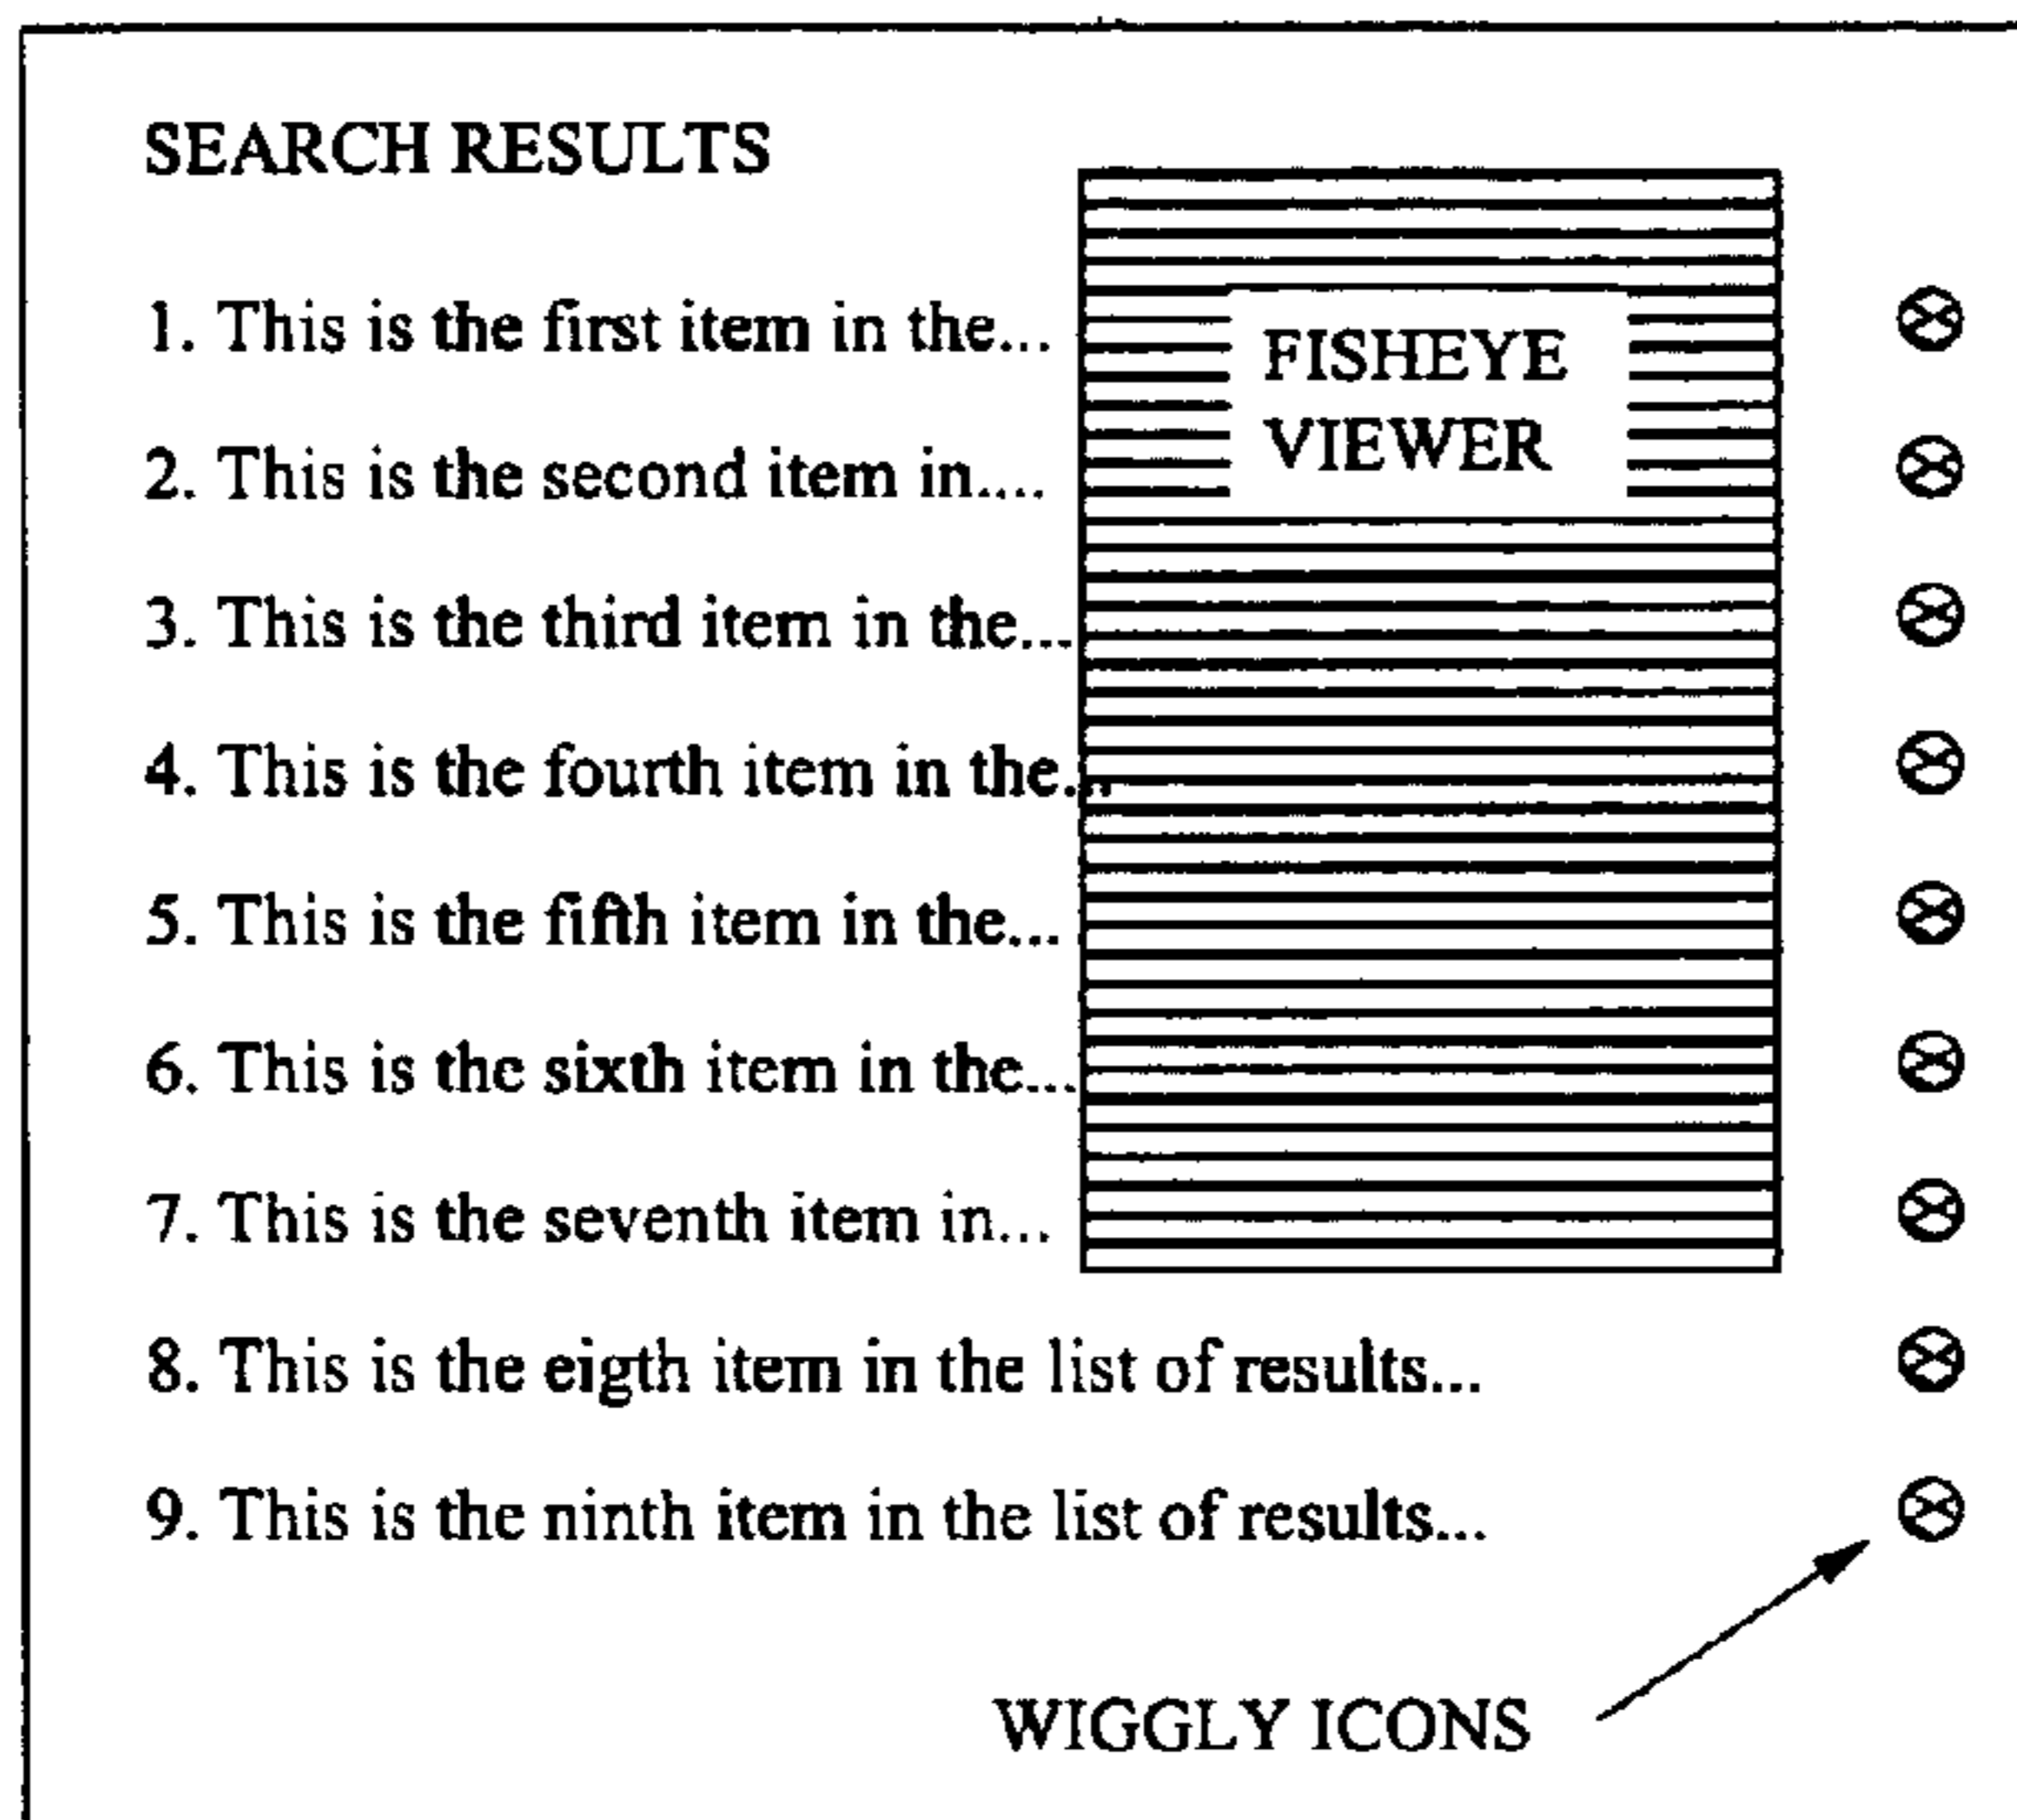 SEARCH RESULTS
1. This is the first item in the...
2. This is the second item in....
3. This is the third item in the...
4. This is the fourth item in the...
5. This is the fifth item in the...
6. This is the sixth item in the...
7. This is the seventh item in...
8. This is the eigth item in the list of results...
9. This is the ninth item in the list of results...
FISHEYE
VIEWER
WIGGLY ICONS